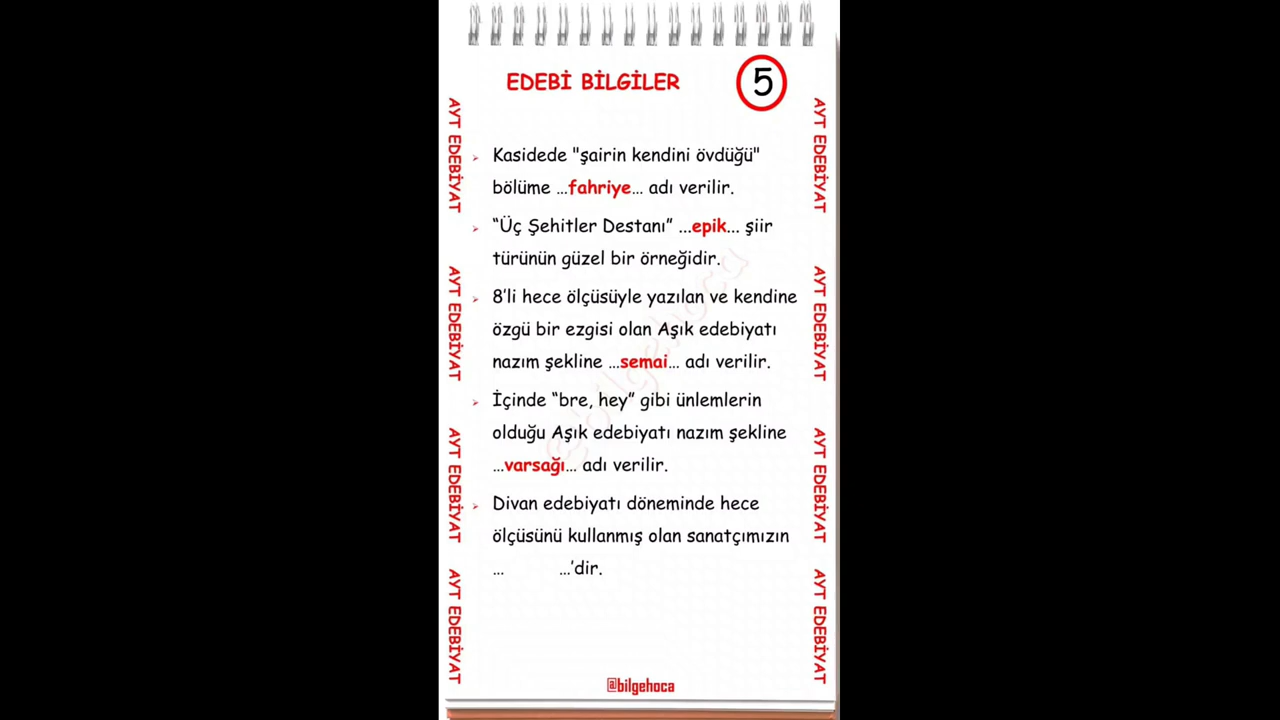 EDEBİ BİLGİLER
5
Kasidede "şairin kendini övdüğü"
bölüme …fahriye… adı verilir.
“Üç Şehitler Destanı” …epik... şiir
türünün güzel bir örneğidir.
8’li hece ölçüsüyle yazılan ve kendine
özgü bir ezgisi olan Aşık edebiyatı
nazım şekline …semai… adı verilir.
İçinde “bre, hey” gibi ünlemlerin
olduğu Aşık edebiyatı nazım şekline
…varsağı… adı verilir.
Divan edebiyatı döneminde hece
ölçüsünü kullanmış olan sanatçımızın
… …’dir.
@bilgehoca
AYT EDEBİYAT
AYT EDEBİYAT
AYT EDEBİYAT
AYT EDEBİYAT
AYT EDEBİYAT
AYT EDEBİYAT
AYT EDEBİYAT
AYT EDEBİYAT
@bilgehoca